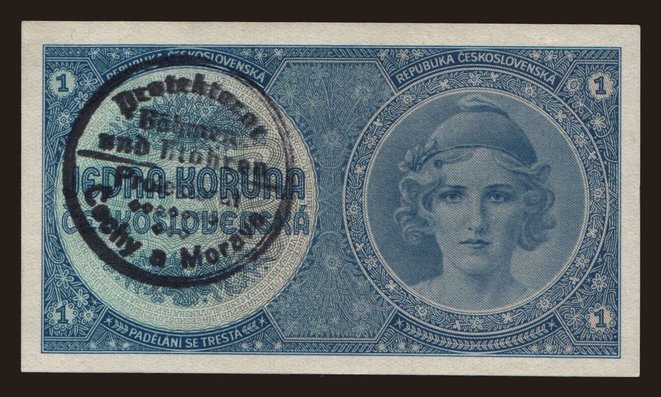 1
REPUBLIKA ČESKOSLOVENSKÁ
REPUBLIKA ČESKOSLOVENSKÁ
1
Protektorat
Böhmen
und Mähren
JEDNA KORUNA
ČESKOSLOVENSKÁ
Čechy a Morava
1
PADĚLÁNÍ SE TRESTÁ
1